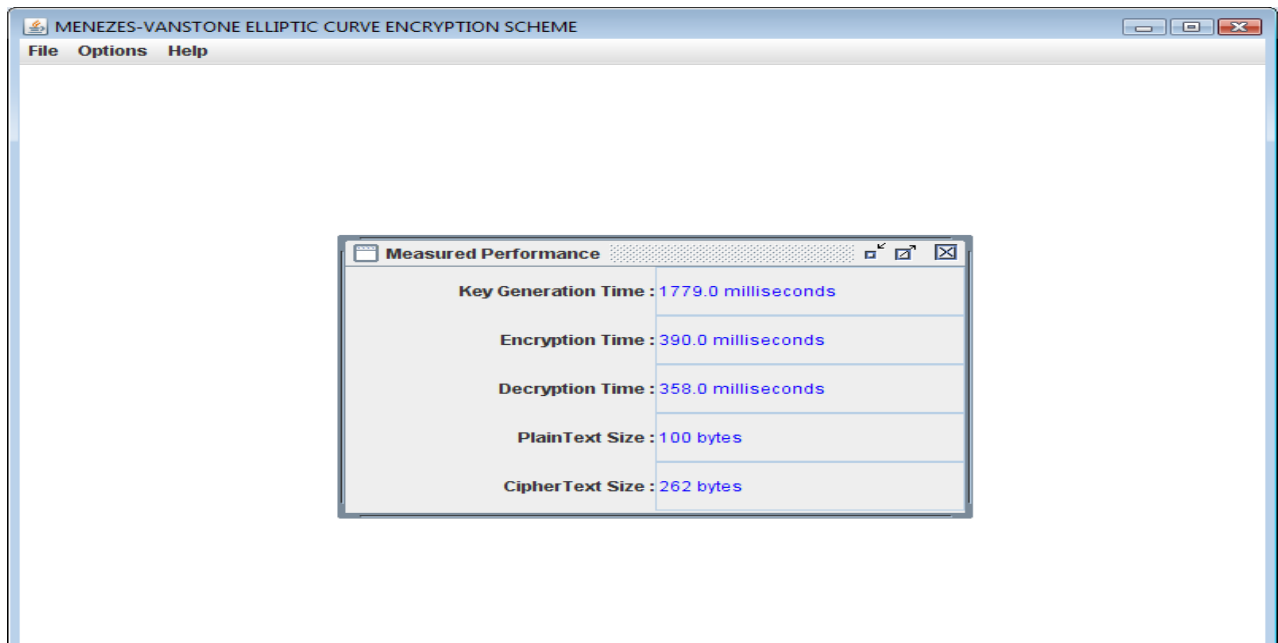 MENEZES-VANSTONE ELLIPTIC CURVE ENCRYPTION SCHEME
File Options Help
Measured Performance
Key Generation Time : 1779.0 milliseconds
Encryption Time : 390.0 milliseconds
Decryption Time : 358.0 milliseconds
PlainText Size : 100 bytes
CipherText Size : 262 bytes